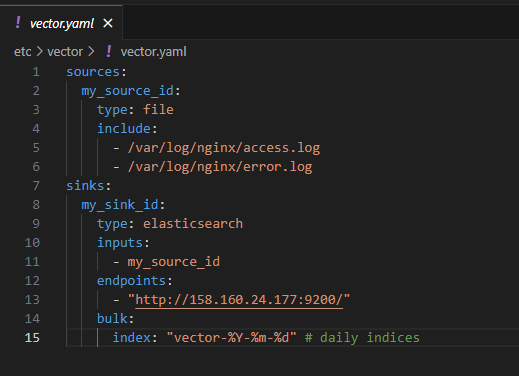 ! vector.yaml ×
etc > vector > ! vector.yaml
1 sources:
2   my_source_id:
3     type: file
4     include:
5       - /var/log/nginx/access.log
6       - /var/log/nginx/error.log
7 sinks:
8   my_sink_id:
9     type: elasticsearch
10     inputs:
11       - my_source_id
12     endpoints:
13       - "http://158.160.24.177:9200/"
14     bulk:
15       index: "vector-%Y-%m-%d" # daily indices